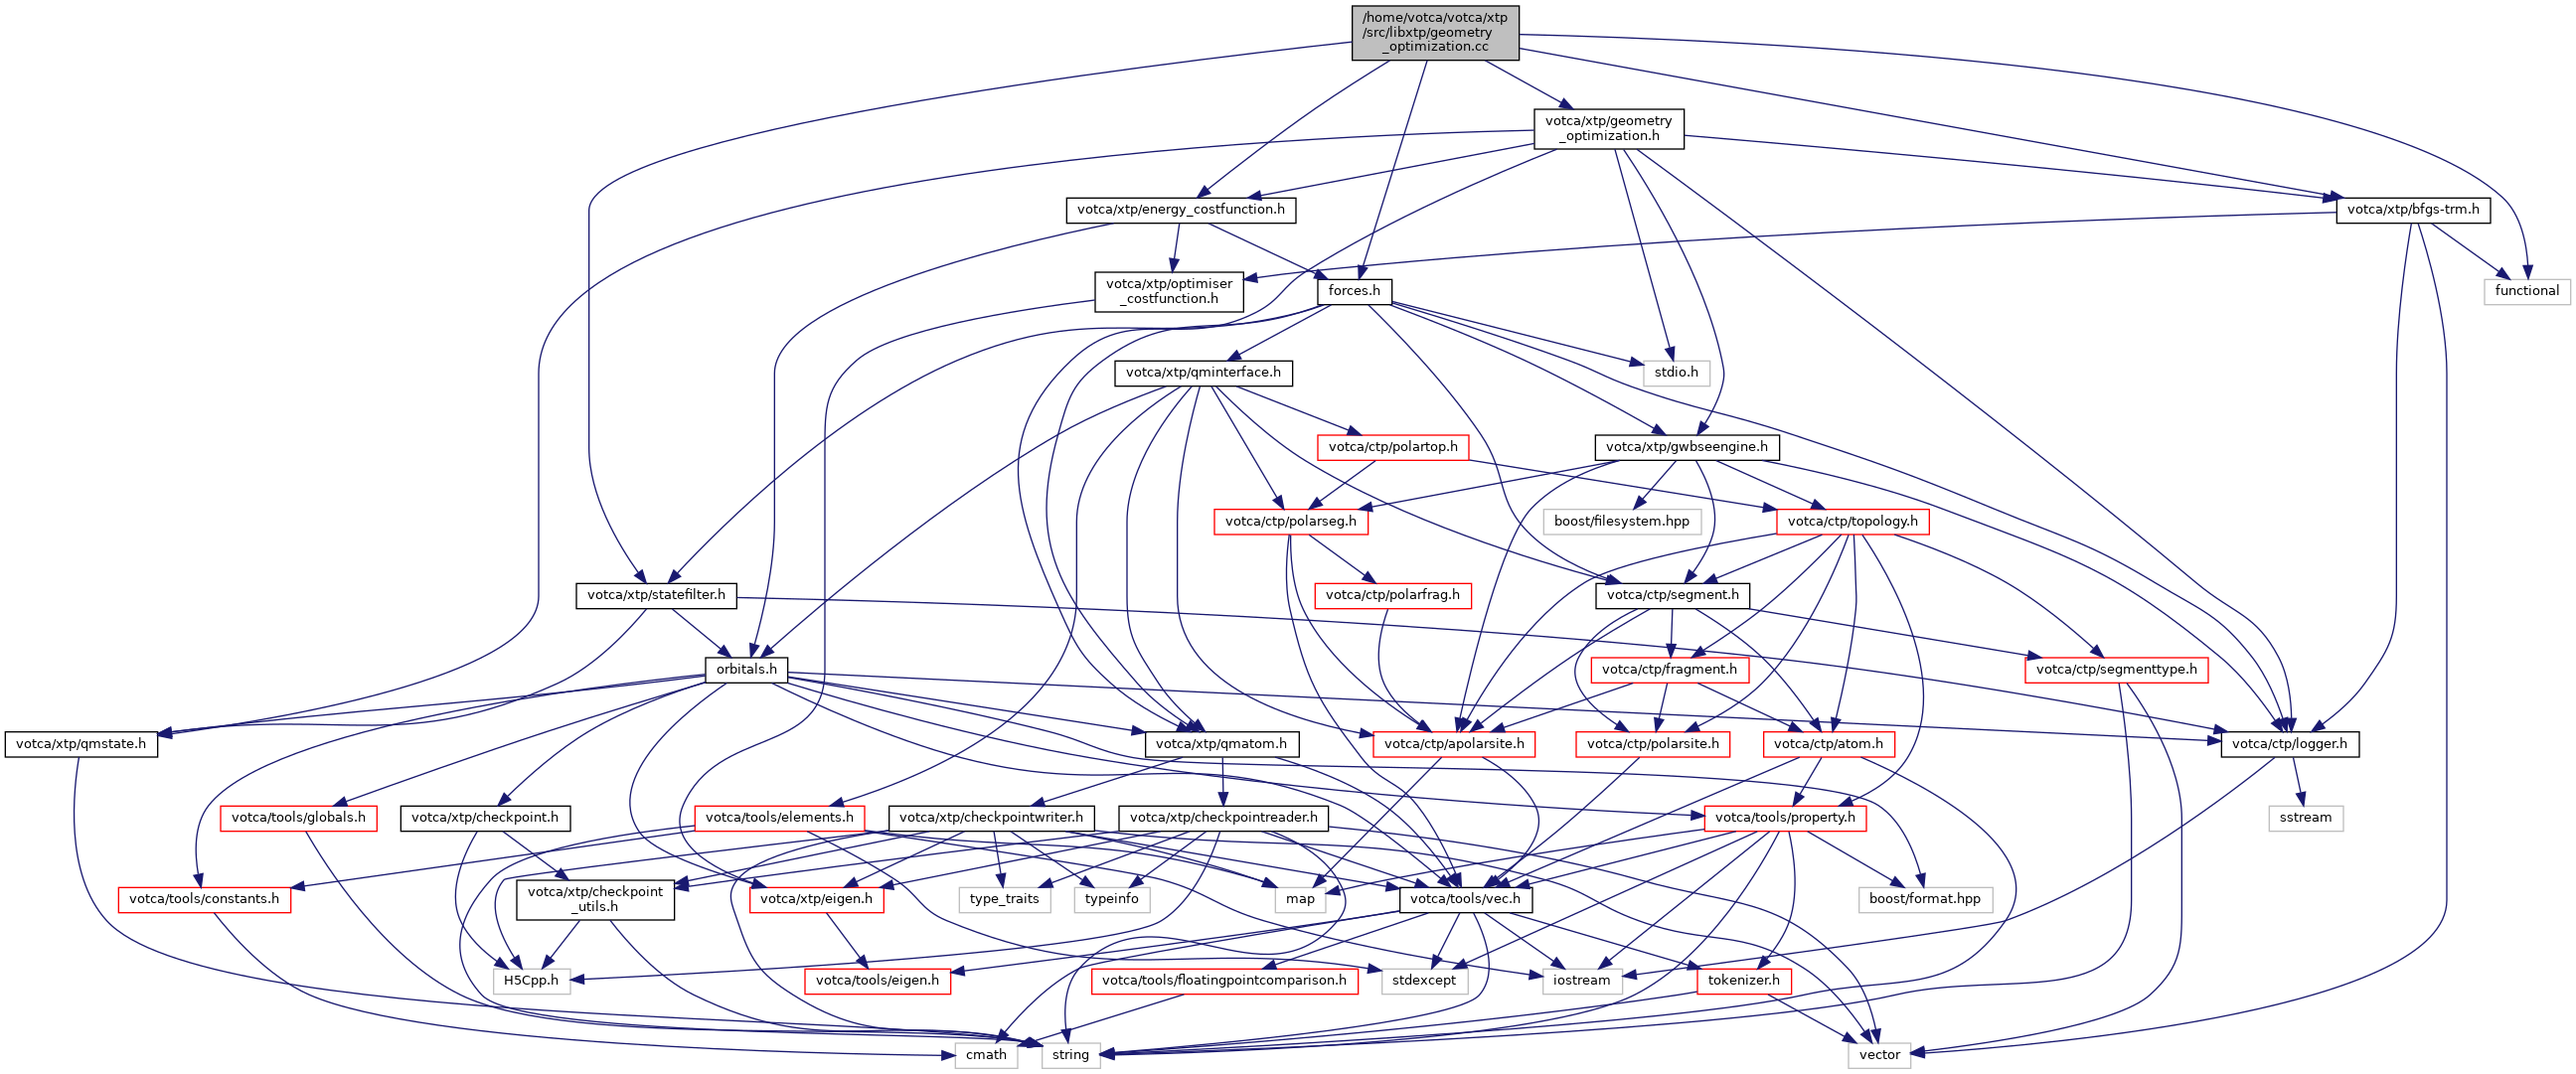 /home/votca/votca/xtp
/src/libxtp/geometry
_optimization.cc
votca/xtp/geometry
_optimization.h
votca/xtp/energy_costfunction.h
votca/xtp/bfgs-trm.h
votca/xtp/optimiser
_costfunction.h
forces.h
functional
votca/xtp/qminterface.h
stdio.h
votca/ctp/polartop.h
votca/xtp/gwbseengine.h
votca/ctp/polarseg.h
boost/filesystem.hpp
votca/ctp/topology.h
votca/xtp/statefilter.h
votca/ctp/polarfrag.h
votca/ctp/segment.h
orbitals.h
votca/ctp/fragment.h
votca/ctp/segmenttype.h
votca/xtp/qmstate.h
votca/xtp/qmatom.h
votca/ctp/apolarsite.h
votca/ctp/polarsite.h
votca/ctp/atom.h
votca/ctp/logger.h
votca/tools/globals.h
votca/xtp/checkpoint.h
votca/tools/elements.h
votca/xtp/checkpointwriter.h
votca/xtp/checkpointreader.h
votca/tools/property.h
sstream
votca/tools/constants.h
votca/xtp/checkpoint
_utils.h
votca/xtp/eigen.h
type_traits
typeinfo
map
votca/tools/vec.h
boost/format.hpp
H5Cpp.h
votca/tools/eigen.h
votca/tools/floatingpointcomparison.h
stdexcept
iostream
tokenizer.h
cmath
string
vector